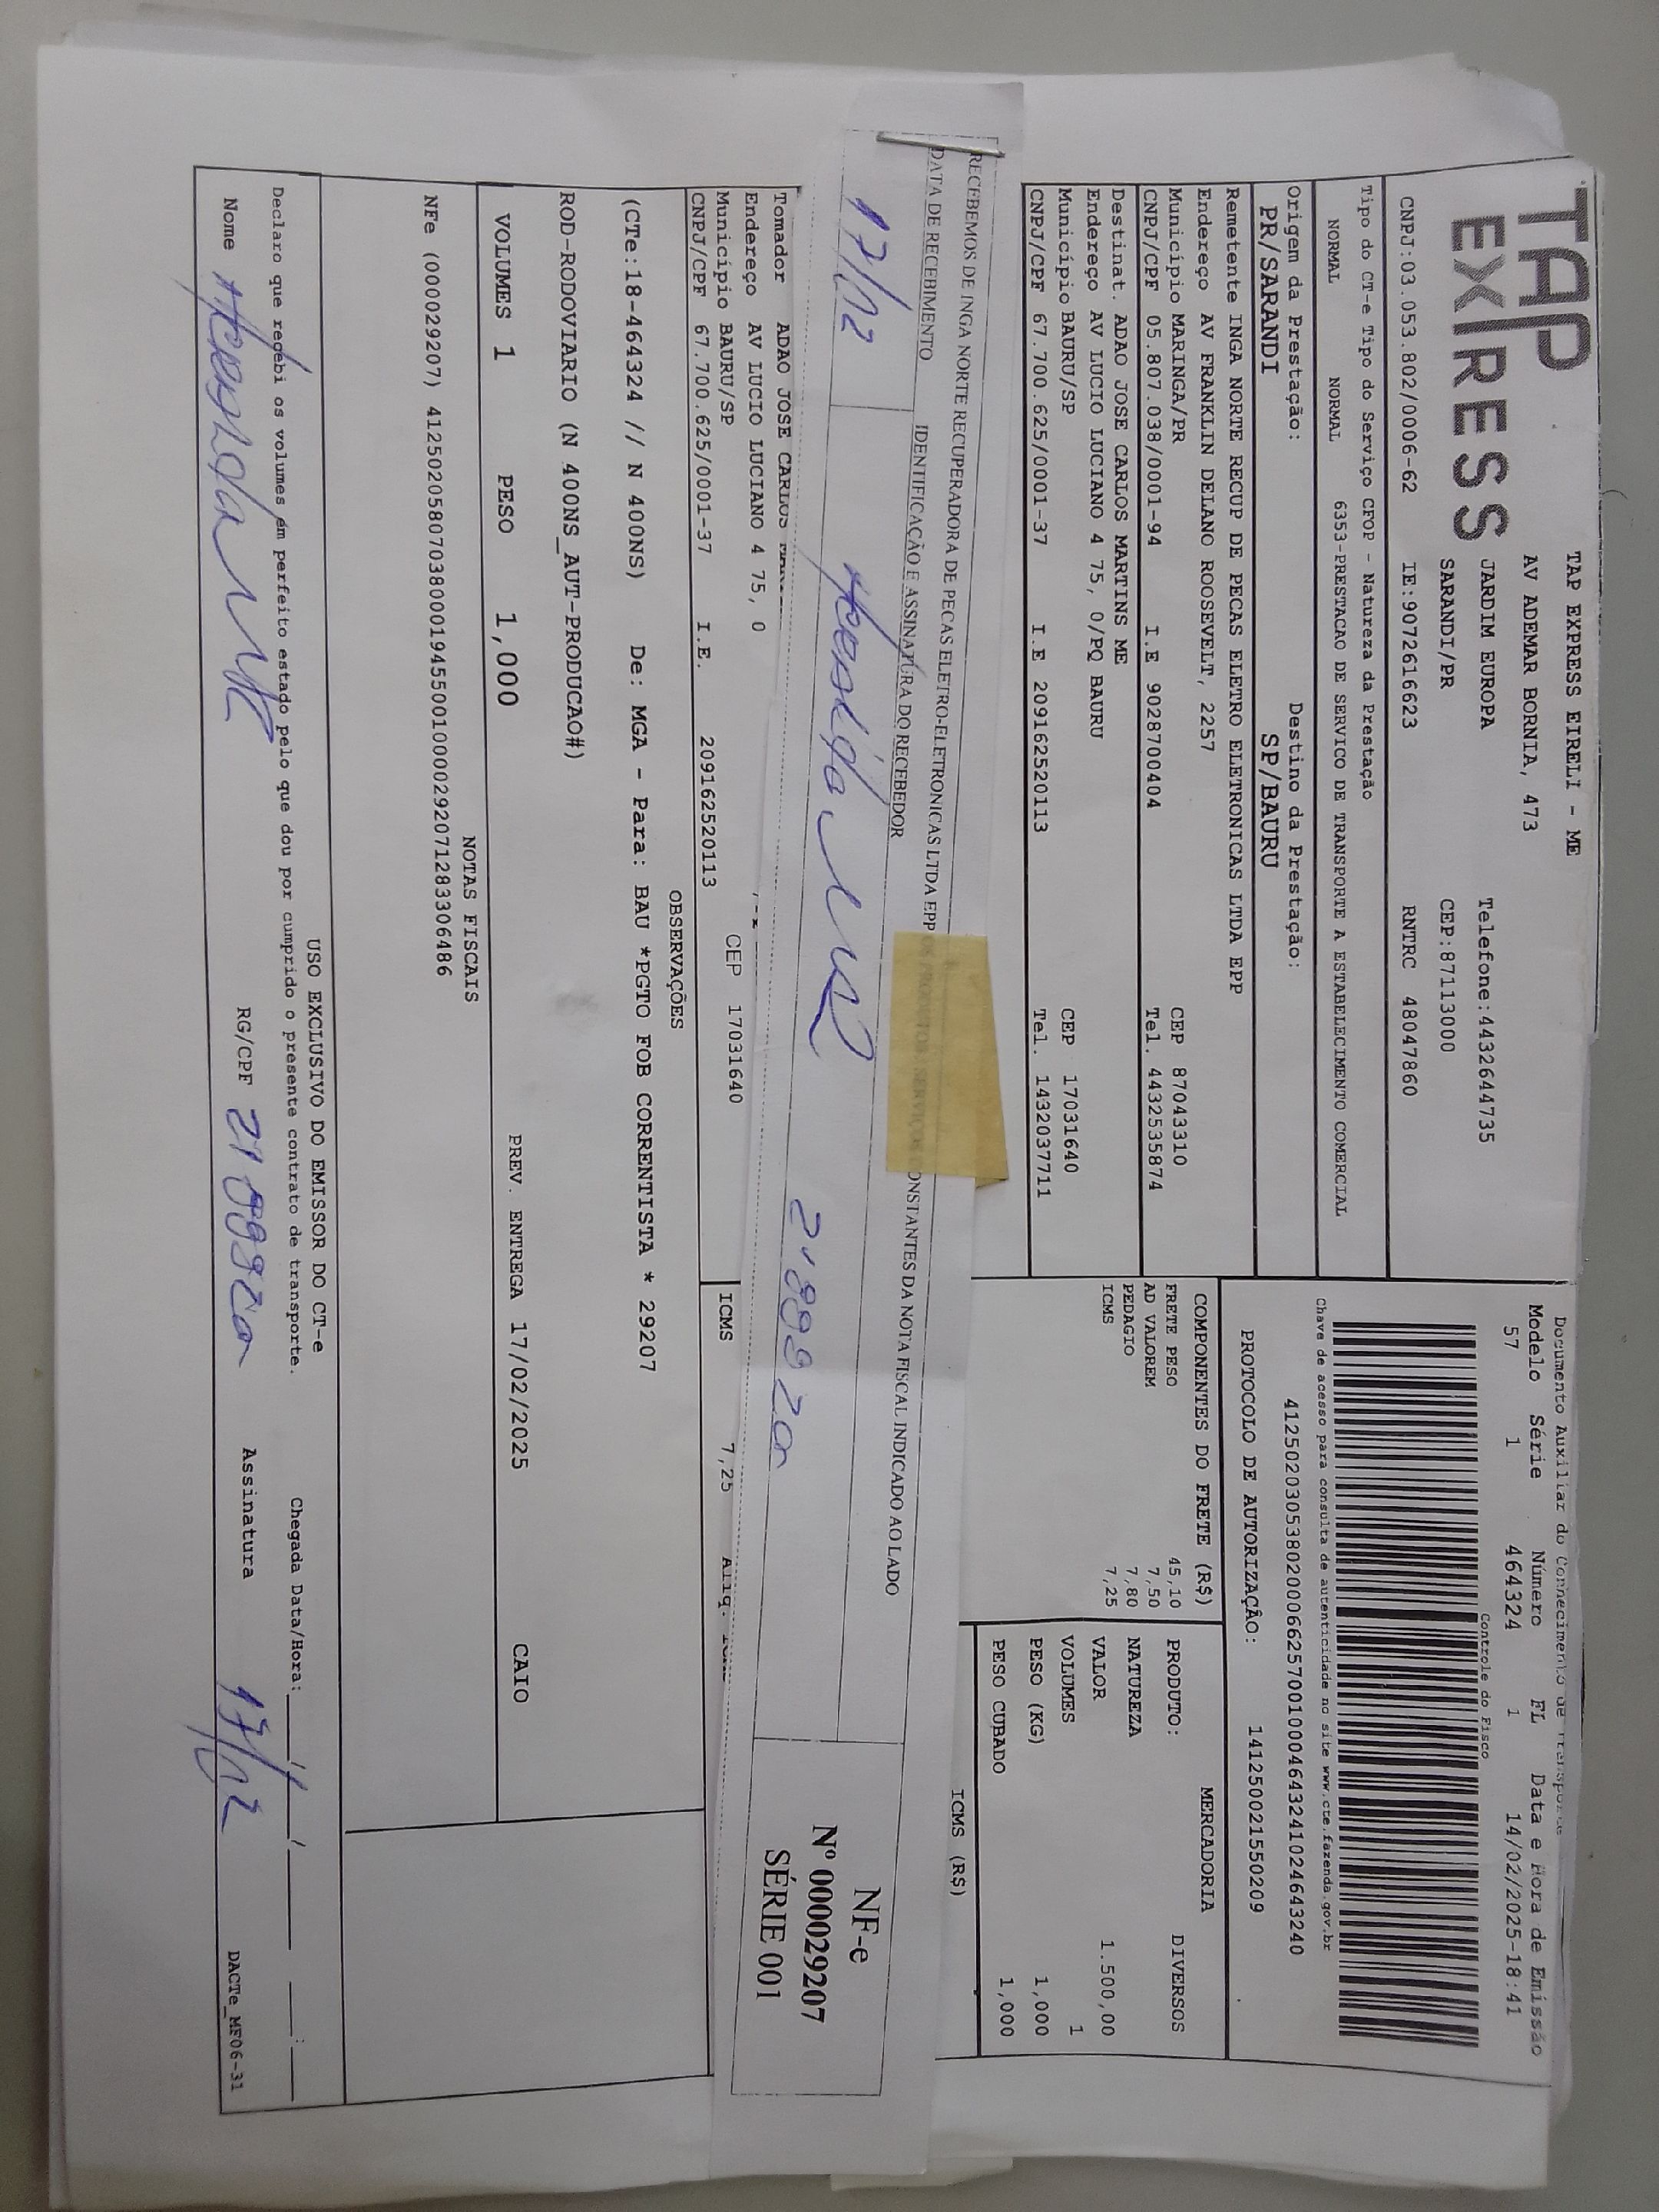 TAP
EXPRESS
TAP EXPRESS EIRELI - ME
AV ADEMAR BORNIA, 473
JARDIM EUROPA Telefone:4432644735
SARANDI/PR CEP:87113000
CNPJ:03.053.802/0006-62 IE:9072616623 RNTRC 48047860
Documento Auxiliar do Conhecimento de Transporte
Modelo Série Número FL Data e Hora de Emissão
57 1 464324 1 14/02/2025-18:41
Controle do Fisco
Chave de acesso para consulta de autenticidade no site www.cte.fazenda.gov.br
41250203053802000662570010004643241024643240
PROTOCOLO DE AUTORIZAÇÃO: 141250021550209
Tipo do CT-e Tipo do Serviço CFOP - Natureza da Prestação
NORMAL NORMAL 6353-PRESTACAO DE SERVICO DE TRANSPORTE A ESTABELECIMENTO COMERCIAL
Origem da Prestação: Destino da Prestação:
PR/SARANDI SP/BAURU
Remetente INGA NORTE RECUP DE PECAS ELETRO ELETRONICAS LTDA EPP
Endereço AV FRANKLIN DELANO ROOSEVELT, 2257
Município MARINGA/PR CEP 87043310
CNPJ/CPF 05.807.038/0001-94 I.E 9028700404 Tel. 4432535874
Destinat. ADAO JOSE CARLOS MARTINS ME
Endereço AV LUCIO LUCIANO 4 75, 0/PQ BAURU
Município BAURU/SP CEP 17031640
CNPJ/CPF 67.700.625/0001-37 I.E 209162520113 Tel. 1432037711
COMPONENTES DO FRETE (R$)
FRETE PESO 45,10
AD VALOREM 7,50
PEDAGIO 7,80
ICMS 7,25
MERCADORIA
PRODUTO: DIVERSOS
NATUREZA
VALOR 1.500,00
VOLUMES 1
PESO (KG) 1,000
PESO CUBADO 1,000
ICMS (R$)
RECEBEMOS DE INGA NORTE RECUPERADORA DE PECAS ELETRO-ELETRONICAS LTDA EPP OS PRODUTOS SERVIÇOS CONSTANTES DA NOTA FISCAL INDICADO AO LADO
DATA DE RECEBIMENTO IDENTIFICAÇÃO E ASSINATURA DO RECEBEDOR
17/12
NF-e
Nº 000029207
SÉRIE 001
Tomador ADAO JOSE CARLOS
Endereço AV LUCIO LUCIANO 4 75, 0
Município BAURU/SP CEP 17031640
CNPJ/CPF 67.700.625/0001-37 I.E. 209162520113
ICMS 7,25 Aliq.
OBSERVAÇÕES
(CTe:18-464324 // N 400NS) De: MGA - Para: BAU *PGTO FOB CORRENTISTA * 29207
ROD-RODOVIARIO (N 400NS_AUT-PRODUCAO#)
VOLUMES 1 PESO 1,000 PREV. ENTREGA 17/02/2025 CAIO
NOTAS FISCAIS
NFe (000029207) 41250205807038000194550010000292071283306486
USO EXCLUSIVO DO EMISSOR DO CT-e
Declaro que recebi os volumes em perfeito estado pelo que dou por cumprido o presente contrato de transporte. Chegada Data/Hora:___/___/______ ___:___
Nome RG/CPF Assinatura 17/12 DACTe_MF06-31